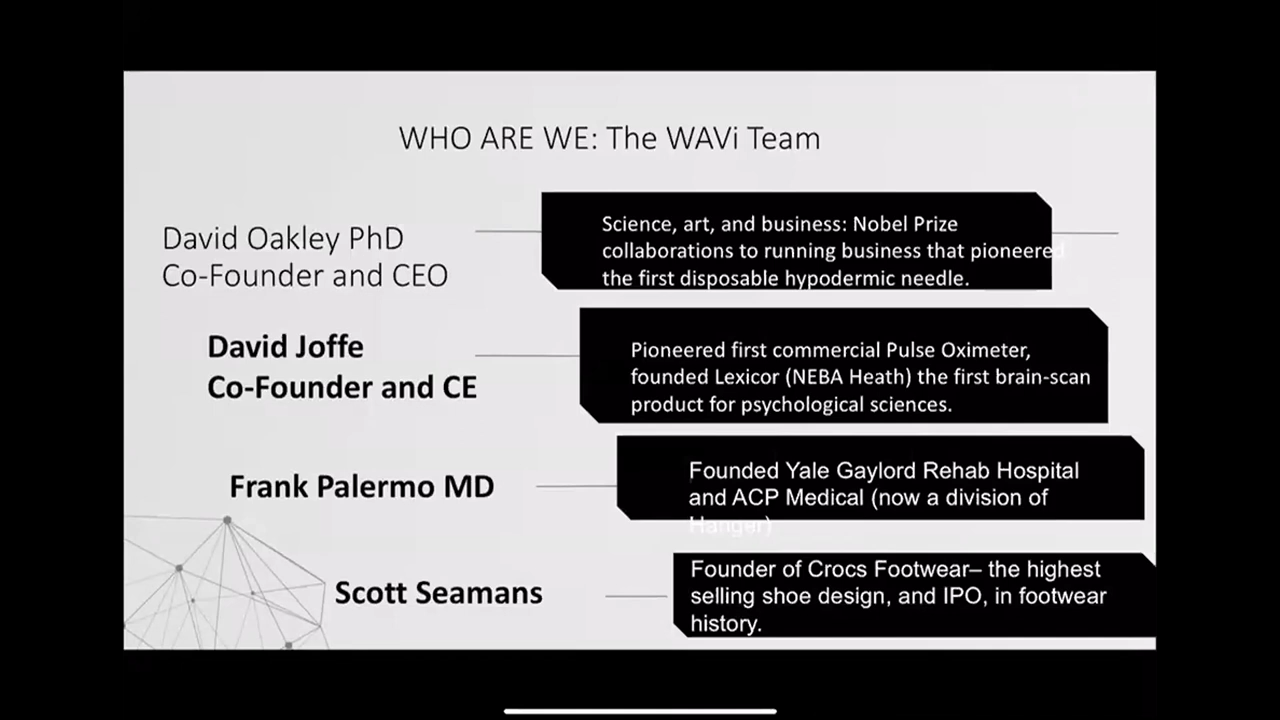 WHO ARE WE: The WAVi Team
David Oakley PhD
Co-Founder and CEO
Science, art, and business: Nobel Prize
collaborations to running business that pioneered
the first disposable hypodermic needle.
David Joffe
Co-Founder and CE
Pioneered first commercial Pulse Oximeter,
founded Lexicor (NEBA Heath) the first brain-scan
product for psychological sciences.
Frank Palermo MD
Founded Yale Gaylord Rehab Hospital
and ACP Medical (now a division of
Hanger)
Scott Seamans
Founder of Crocs Footwear– the highest
selling shoe design, and IPO, in footwear
history.